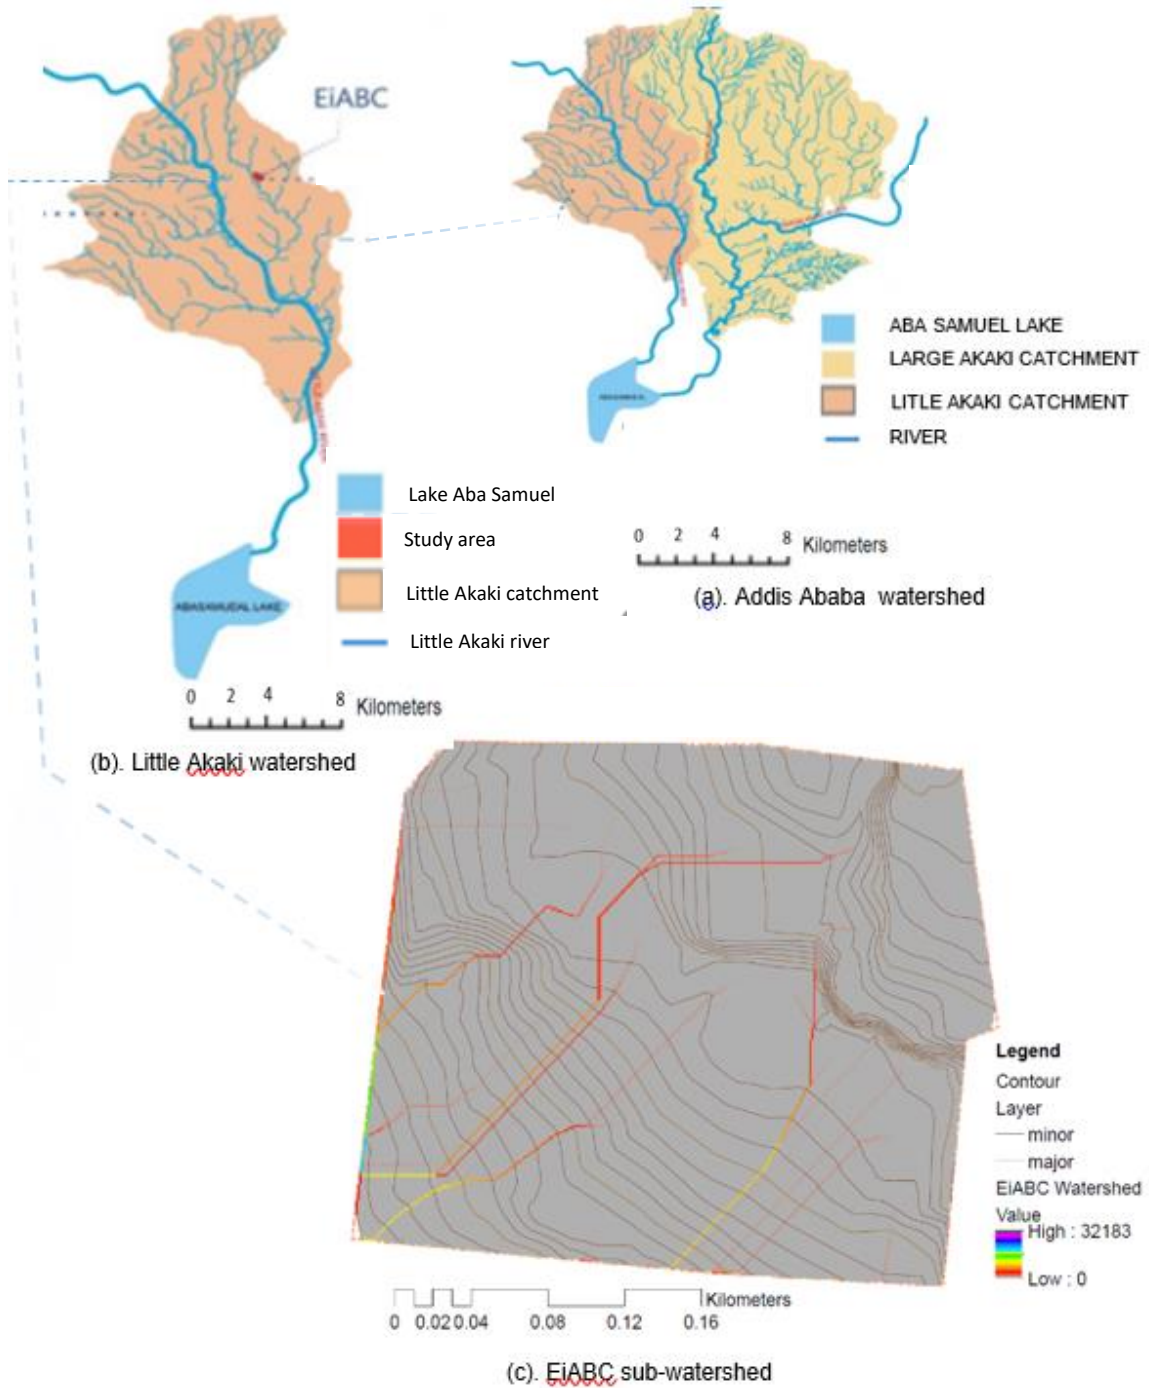 EiABC
ABA SAMUEL LAKE
LARGE AKAKI CATCHMENT
LITLE AKAKI CATCHMENT
RIVER
Lake Aba Samuel
Study area
Little Akaki catchment
Little Akaki river
ABASAMUEAL LAKE
0 2 4 8 Kilometers
(a). Addis Ababa watershed
0 2 4 8 Kilometers
(b). Little Akaki watershed
Legend
Contour
Layer
minor
major
EiABC Watershed
Value
High : 32183
Low : 0
Kilometers
0 0.02 0.04 0.08 0.12 0.16
(c). EiABC sub-watershed